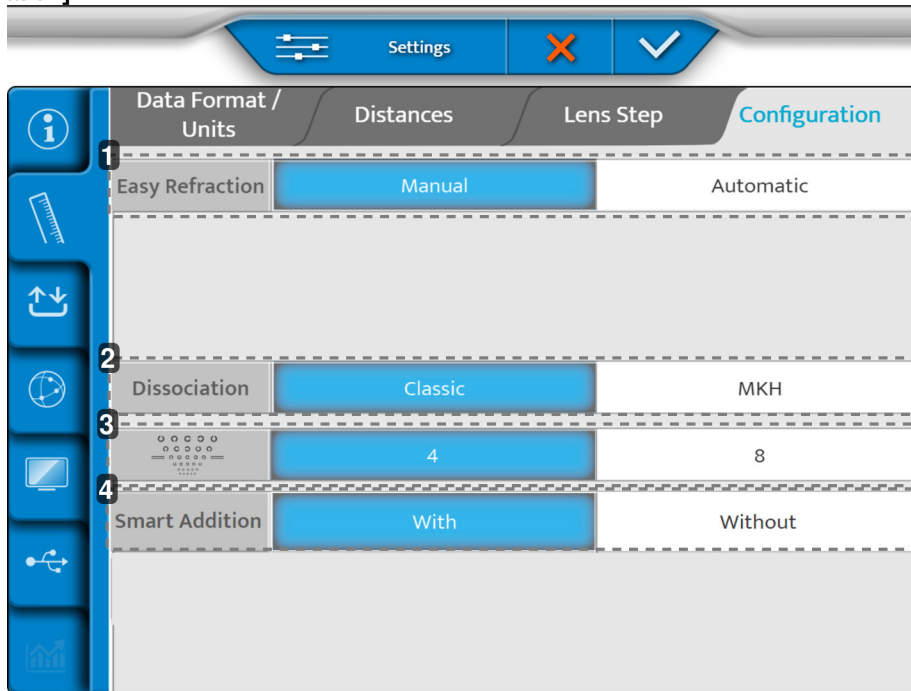 Settings
Data Format /
Units
Distances
Lens Step
Configuration
1
Easy Refraction
Manual
Automatic
2
Dissociation
Classic
MKH
3
4
8
4
Smart Addition
With
Without